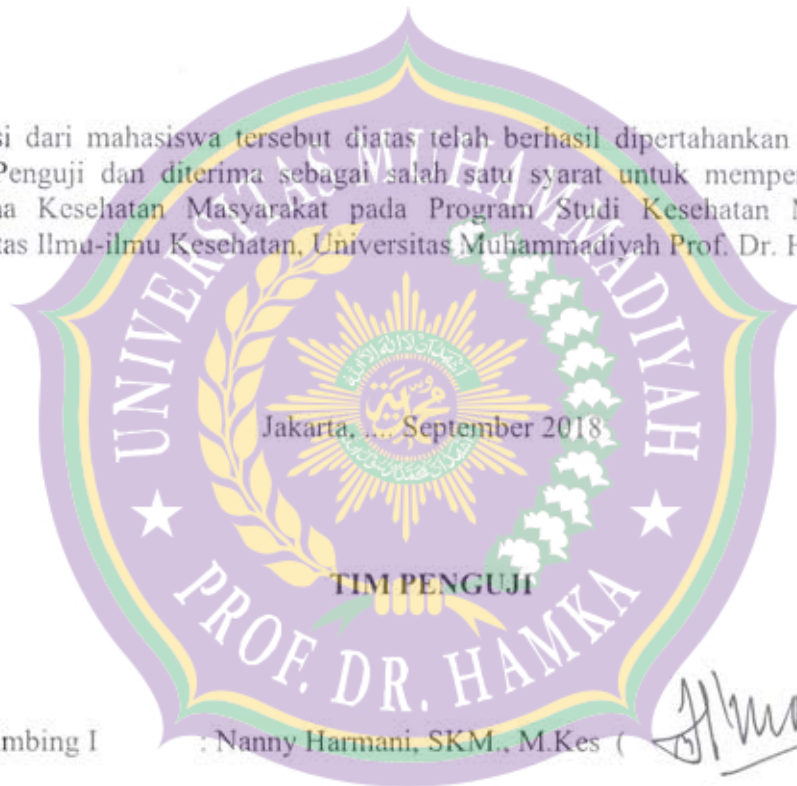 si dari mahasiswa tersebut diatas telah berhasil dipertahankan
Penguji dan diterima sebagai salah satu syarat untuk mempe
na Kesehatan Masyarakat pada Program Studi Kesehatan
tas Ilmu-ilmu Kesehatan, Universitas Muhammadiyah Prof. Dr. H
UNIVERSITAS MUHAMMADIYAH
Jakarta, .... September 2018
TIM PENGUJI
PROF. DR. HAMKA
mbing I : Nanny Harmani, SKM., M.Kes (